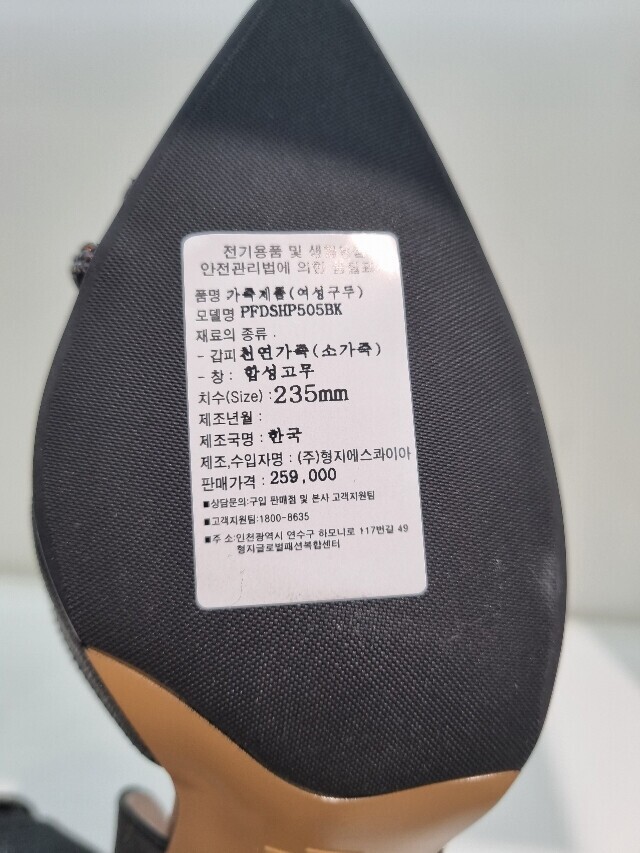 전기용품 및 생활용품
안전관리법에 의한 표시
품명 가죽제품(여성구두)
모델명 PFDSHP505BK
재료의 종류 .
- 갑피 천연가죽(소가죽)
- 창 : 합성고무
치수(Size) : 235mm
제조년월 :
제조국명 : 한국
제조,수입자명 : (주)형지에스콰이아
판매가격 : 259,000
■상담문의:구입 판매점 및 본사 고객지원팀
■고객지원팀:1800-8635
■주 소:인천광역시 연수구 하모니로 177번길 49
형지글로벌패션복합센터